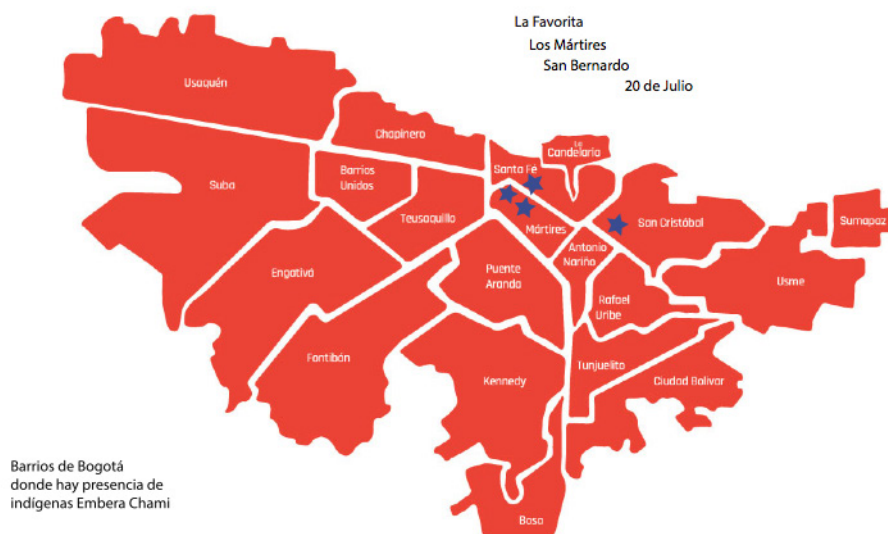 La Favorita
Los Mártires
San Bernardo
20 de Julio
Usaquén
Chapinero
La
Candelaria
Santa Fé
Suba
Barrios
Unidos
Teusaquillo
Mártires
San Cristóbal
Sumapaz
Antonio
Nariño
Engativá
Puente
Aranda
Usme
Rafael
Uribe
Fontibón
Kennedy
Tunjuelito
Ciudad Bolivar
Bosa
Barrios de Bogotá
donde hay presencia de
indígenas Embera Chami